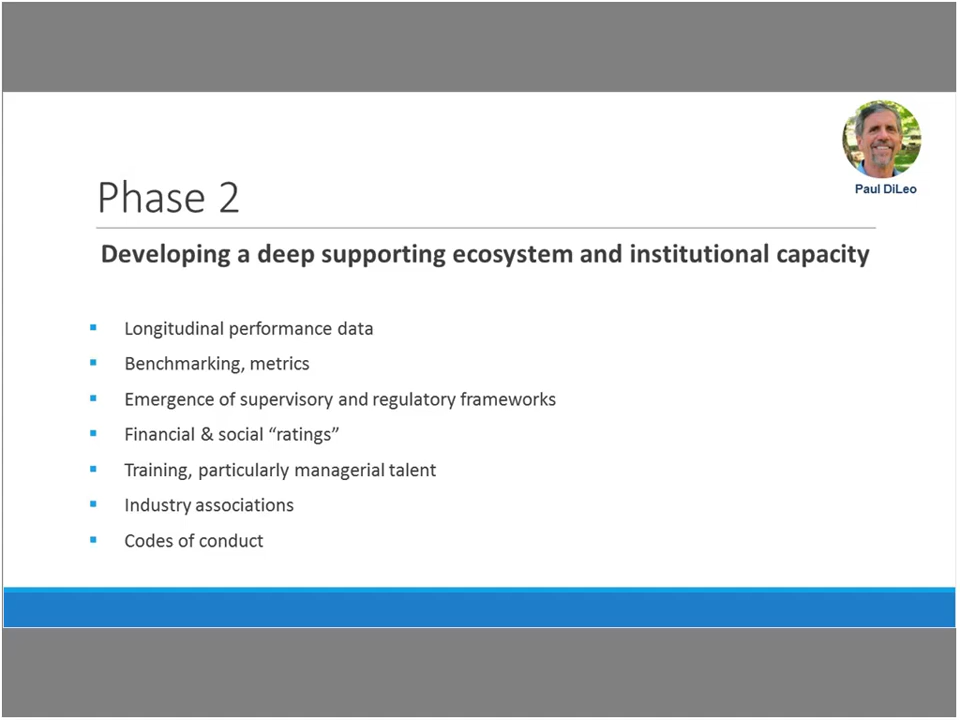 Paul DiLeo
Phase 2
Developing a deep supporting ecosystem and institutional capacity
▪ Longitudinal performance data
▪ Benchmarking, metrics
▪ Emergence of supervisory and regulatory frameworks
▪ Financial & social “ratings”
▪ Training, particularly managerial talent
▪ Industry associations
▪ Codes of conduct